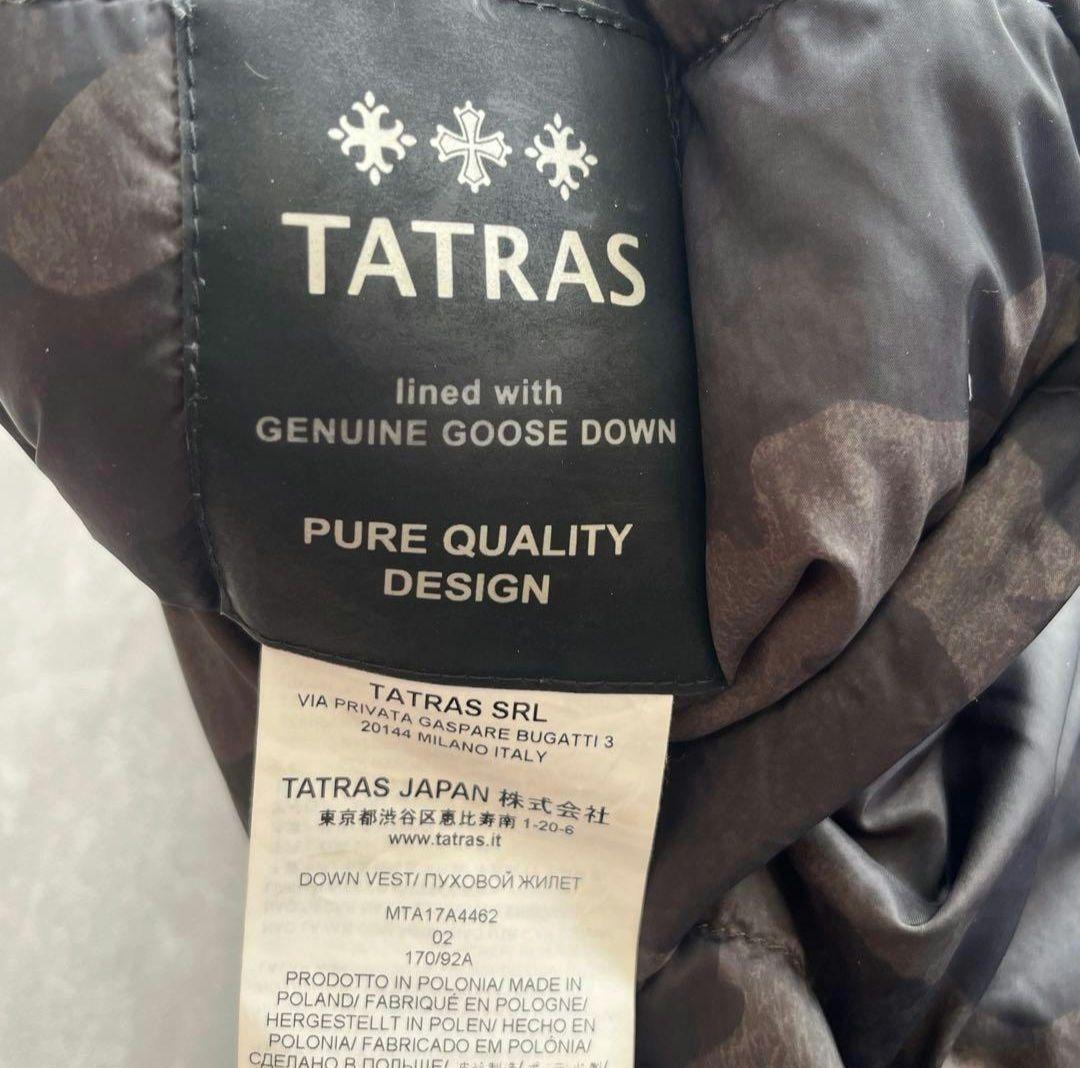 TATRAS
lined with
GENUINE GOOSE DOWN
PURE QUALITY
DESIGN
TATRAS SRL
VIA PRIVATA GASPARE BUGATTI 3
20144 MILANO ITALY
TATRAS JAPAN 株式会社
東京都渋谷区恵比寿南 1-20-6
www.tatras.it
DOWN VEST/ ПУХОВОЙ ЖИЛЕТ
MTA17A4462
02
170/92A
PRODOTTO IN POLONIA/ MADE IN
POLAND/ FABRIQUÉ EN POLOGNE/
HERGESTELLT IN POLEN/ HECHO EN
POLONIA/ FABRICADO EM POLÓNIA/
СДЕЛАНО В ПОЛЬШЕ/